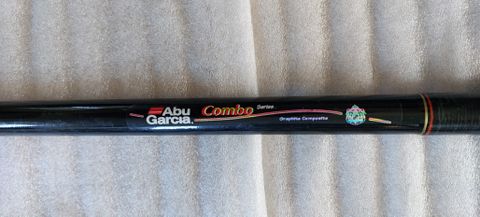 Abu
Garcia.
Combo Series
Graphite Composite